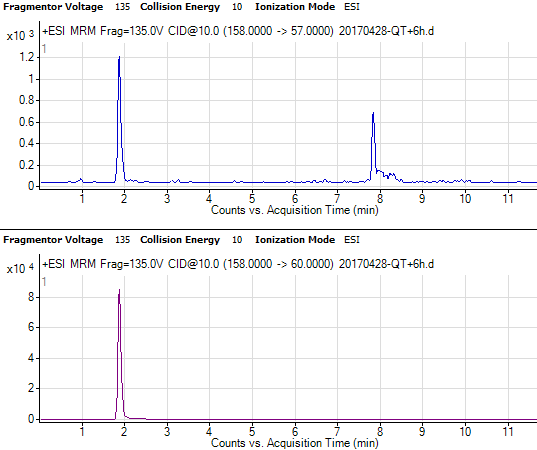 Fragmentor Voltage 135 Collision Energy 10 Ionization Mode ESI
x10 3 +ESI MRM Frag=135.0V CID@10.0 (158.0000 -> 57.0000) 20170428-QT+6h.d
1
1.2
1
0.8
0.6
0.4
0.2
0
1 2 3 4 5 6 7 8 9 10 11
Counts vs. Acquisition Time (min)
Fragmentor Voltage 135 Collision Energy 10 Ionization Mode ESI
x10 4 +ESI MRM Frag=135.0V CID@10.0 (158.0000 -> 60.0000) 20170428-QT+6h.d
1
8
6
4
2
0
1 2 3 4 5 6 7 8 9 10 11
Counts vs. Acquisition Time (min)